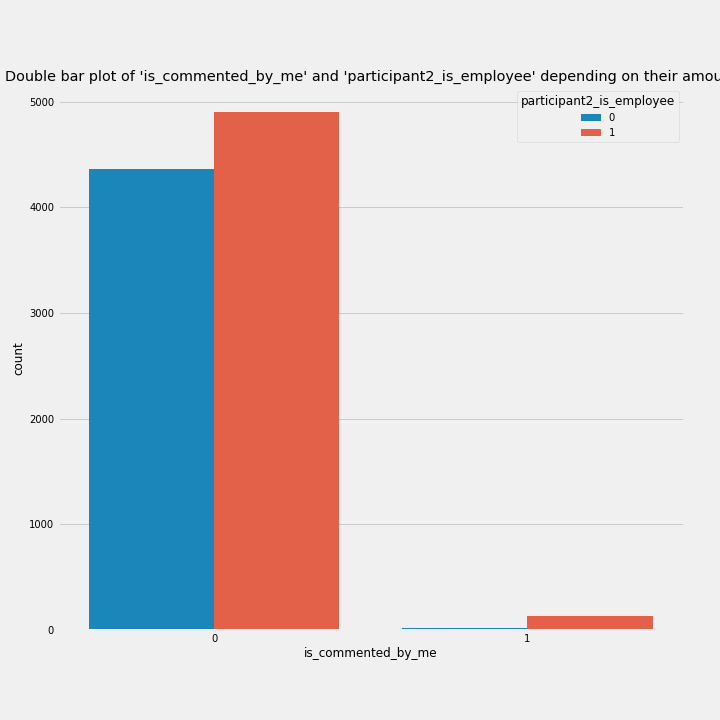 Double bar plot of 'is_commented_by_me' and 'participant2_is_employee' depending on their amou
participant2_is_employee
0
1
5000
4000
3000
2000
1000
0
count
0
1
is_commented_by_me